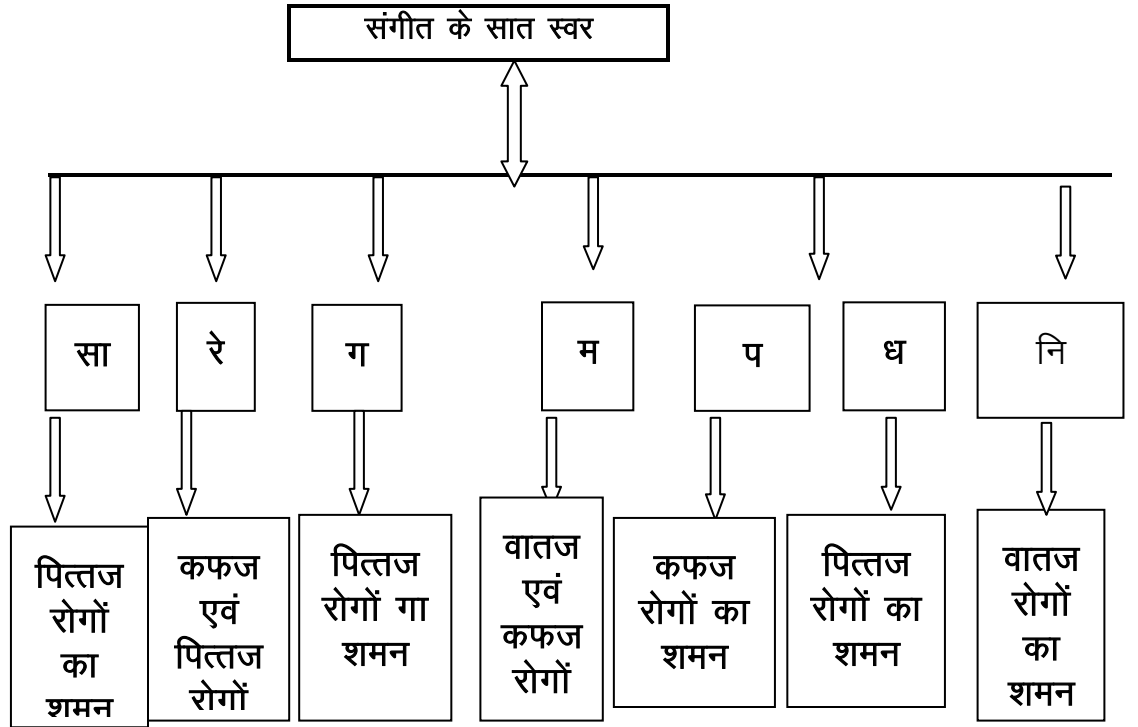 संगीत के सात स्वर
सा
रे
ग
म
प
ध
नि
पित्तज
रोगों
का
शमन
कफज
एवं
पित्तज
रोगों
पित्तज
रोगों गा
शमन
वातज
एवं
कफज
रोगों
कफज
रोगों का
शमन
पित्तज
रोगों का
शमन
वातज
रोगों
का
शमन